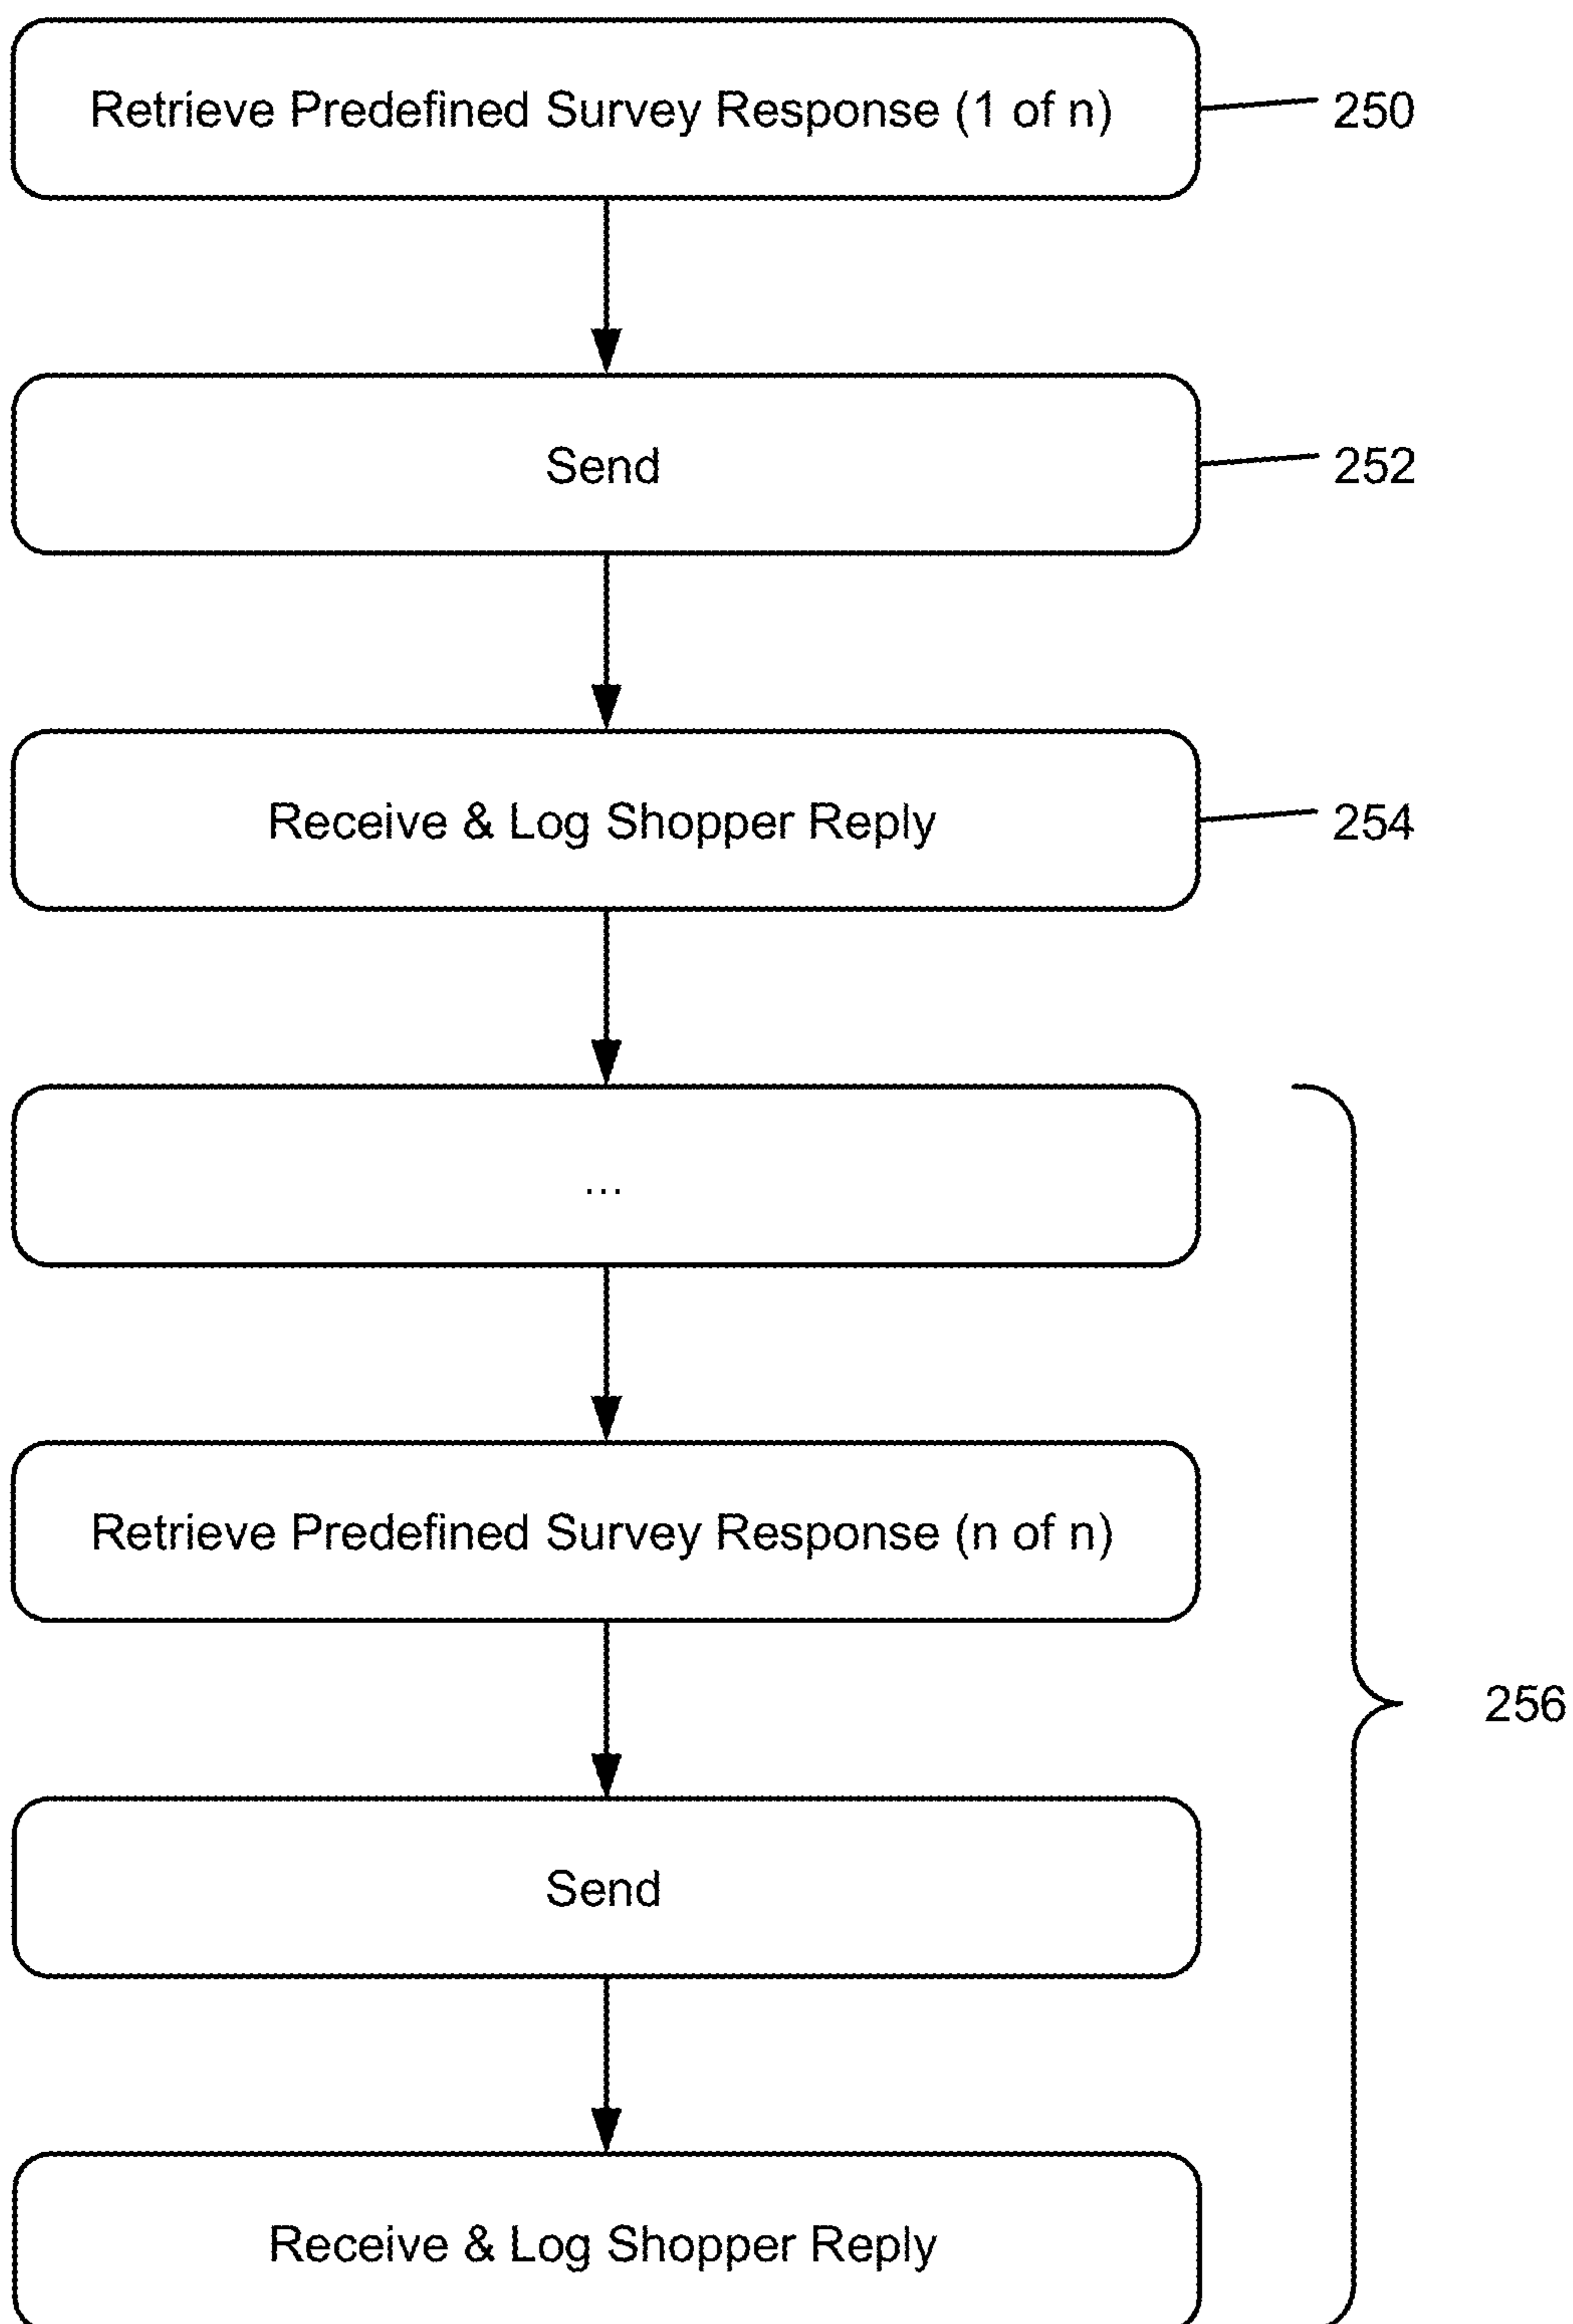 Retrieve Predefined Survey Response (1 of n)
250
Send
252
Receive & Log Shopper Reply
254
...
Retrieve Predefined Survey Response (n of n)
256
Send
Receive & Log Shopper Reply